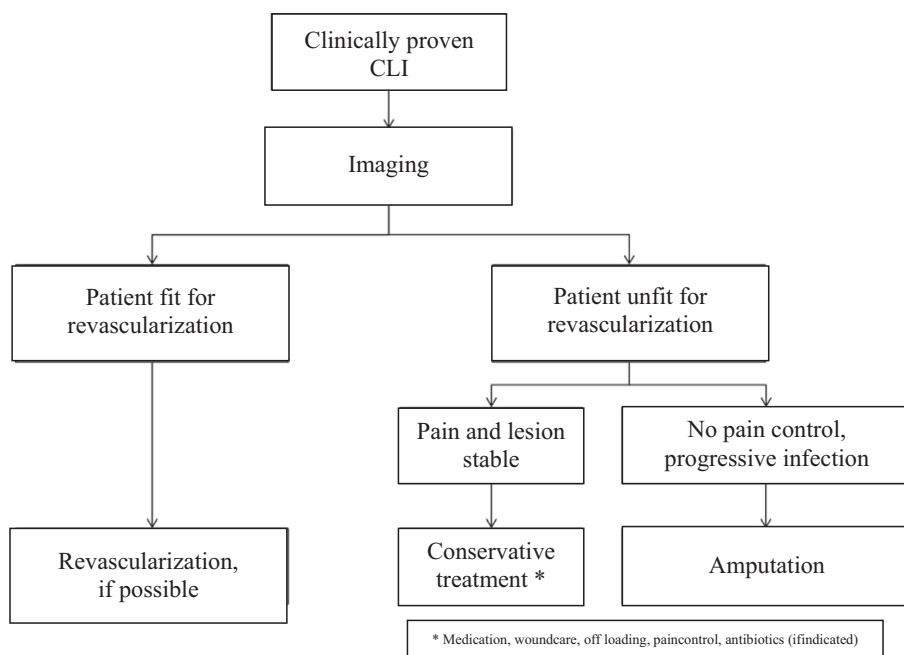 Clinically proven
CLI
Imaging
Patient fit for
revascularization
Patient unfit for
revascularization
Pain and lesion
stable
No pain control,
progressive infection
Revascularization,
if possible
Conservative
treatment *
Amputation
* Medication, woundcare, off loading, paincontrol, antibiotics (ifindicated)